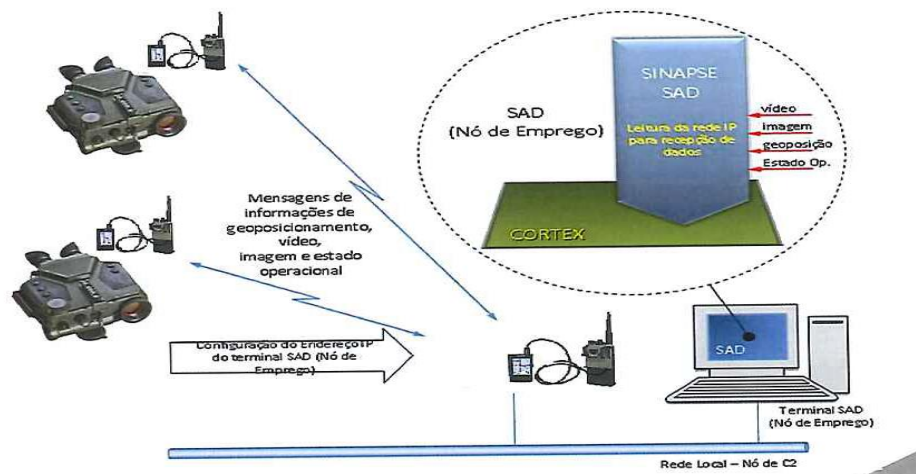 SINAPSE
SAD
Leitura da rede IP
para recepção de
dados
SAD
(Nó de Emprego)
vídeo
imagem
geoposição
Estado Op.
CORTEX
Mensagens de
informações de
geoposicionamento,
vídeo,
imagem e estado
operacional
Configuração do Endereço IP
do terminal SAD (Nó de
Emprego)
SAD
Terminal SAD
(Nó de Emprego)
Rede Local – Nó de C2